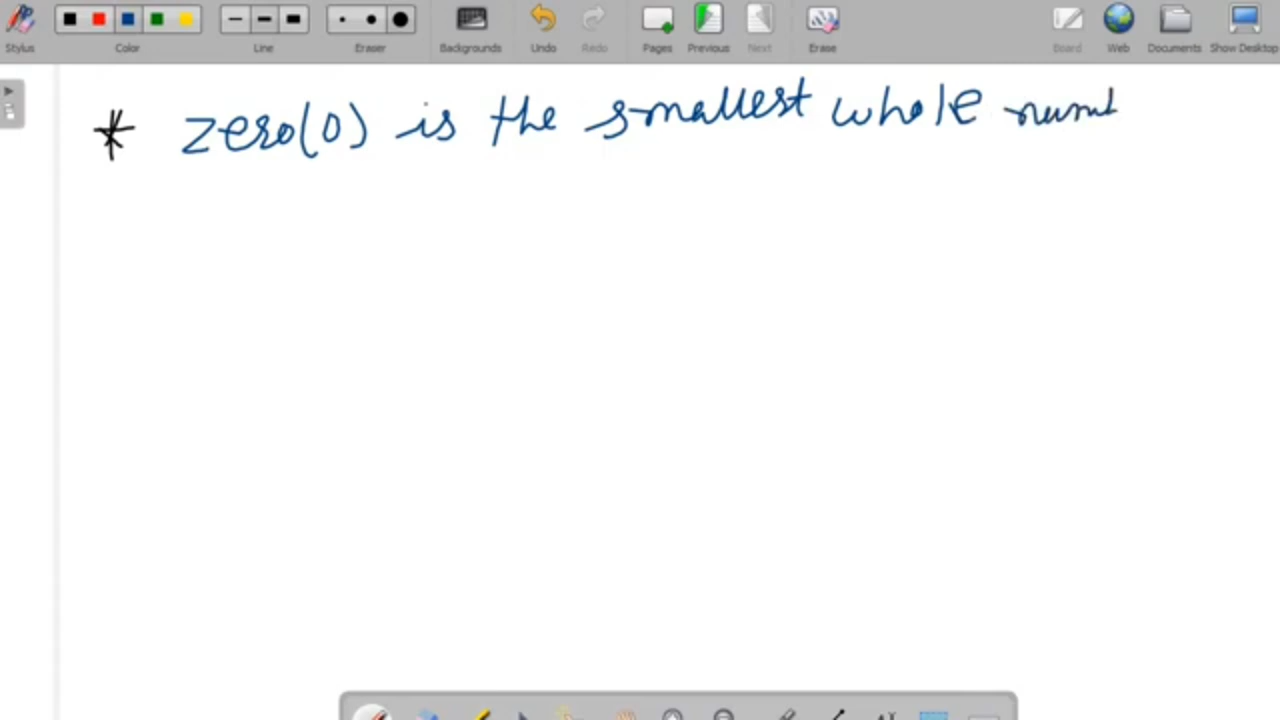 Stylus
Color
Line
Eraser
Backgrounds
Undo
Redo
Pages
Previous
Next
Erase
Board
Web
Documents
Show Desktop
* zero(0) is the smallest whole numb